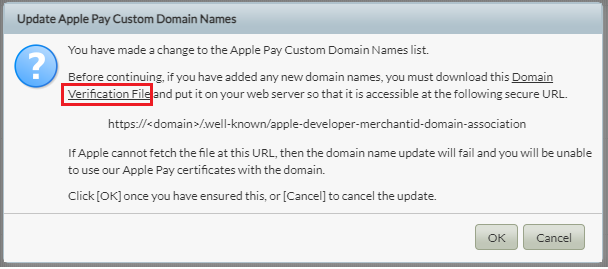 Update Apple Pay Custom Domain Names
You have made a change to the Apple Pay Custom Domain Names list.
Before continuing, if you have added any new domain names, you must download this Domain
Verification File and put it on your web server so that it is accessible at the following secure URL.
https://<domain>/.well-known/apple-developer-merchantid-domain-association
If Apple cannot fetch the file at this URL, then the domain name update will fail and you will be unable
to use our Apple Pay certificates with the domain.
Click [OK] once you have ensured this, or [Cancel] to cancel the update.
OK
Cancel